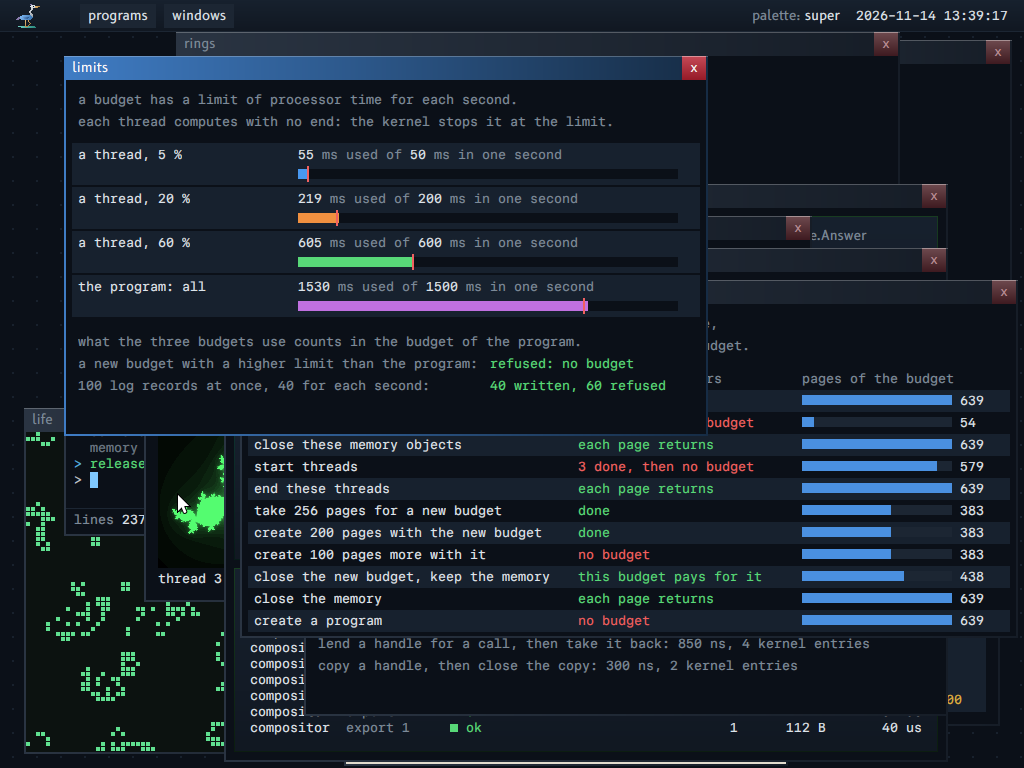 programs windows palette: super 2026-11-14 13:39:17
rings x
x
limits x
a budget has a limit of processor time for each second.
each thread computes with no end: the kernel stops it at the limit.
a thread, 5 % 55 ms used of 50 ms in one second
a thread, 20 % 219 ms used of 200 ms in one second
x
x e.Answer
a thread, 60 % 605 ms used of 600 ms in one second
x
the program: all 1530 ms used of 1500 ms in one second
x
what the three budgets use counts in the budget of the program.
a new budget with a higher limit than the program: refused: no budget
100 log records at once, 40 for each second: 40 written, 60 refused
pages of the budget
639
budget 54
life
memory
> release
>
lines 237
thread 3
close these memory objects each page returns 639
start threads 3 done, then no budget 579
end these threads each page returns 639
take 256 pages for a new budget done 383
create 200 pages with the new budget done 383
create 100 pages more with it no budget 383
close the new budget, keep the memory this budget pays for it 438
close the memory each page returns 639
create a program no budget 639
lend a handle for a call, then take it back: 850 ns, 4 kernel entries
copy a handle, then close the copy: 300 ns, 2 kernel entries
composi
composi
composi
composi 00
composi
compositor export 1 ok 1 112 B 40 us